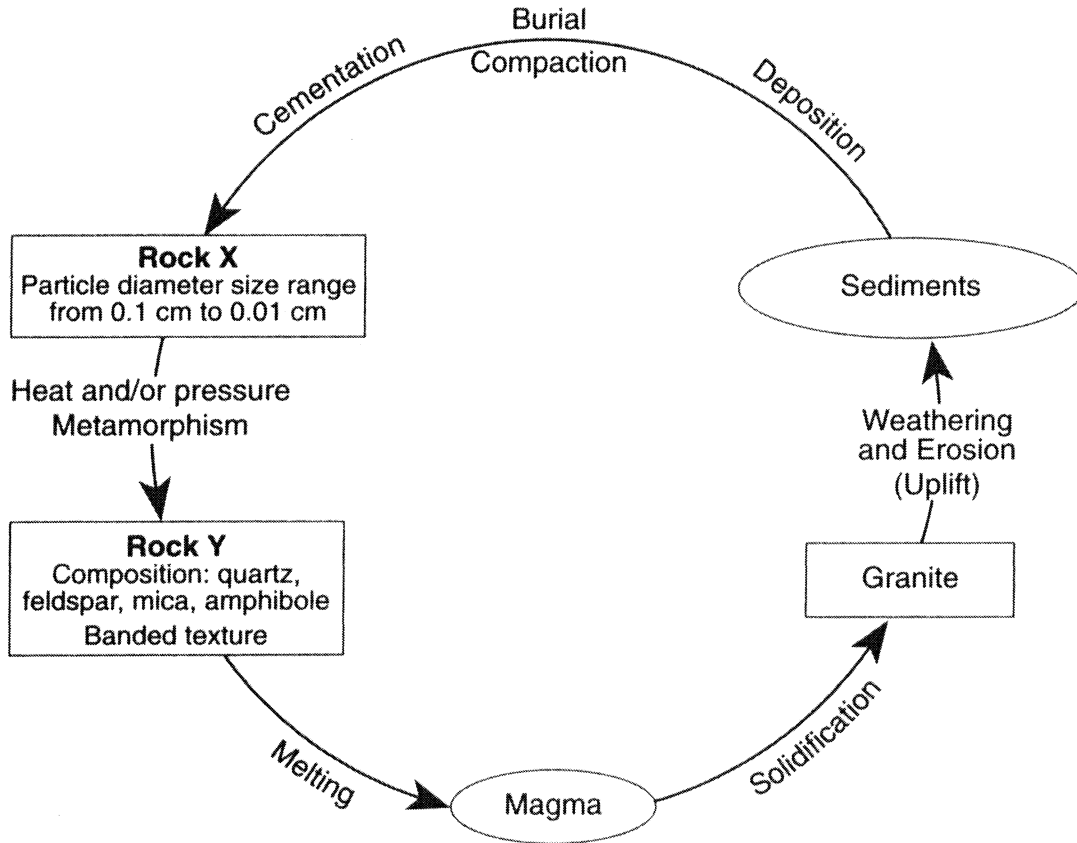 Burial
Compaction
Cementation
Deposition
Rock X
Particle diameter size range
from 0.1 cm to 0.01 cm
Sediments
Heat and/or pressure
Metamorphism
Weathering
and Erosion
(Uplift)
Rock Y
Composition: quartz,
feldspar, mica, amphibole
Banded texture
Granite
Melting
Magma
Solidification